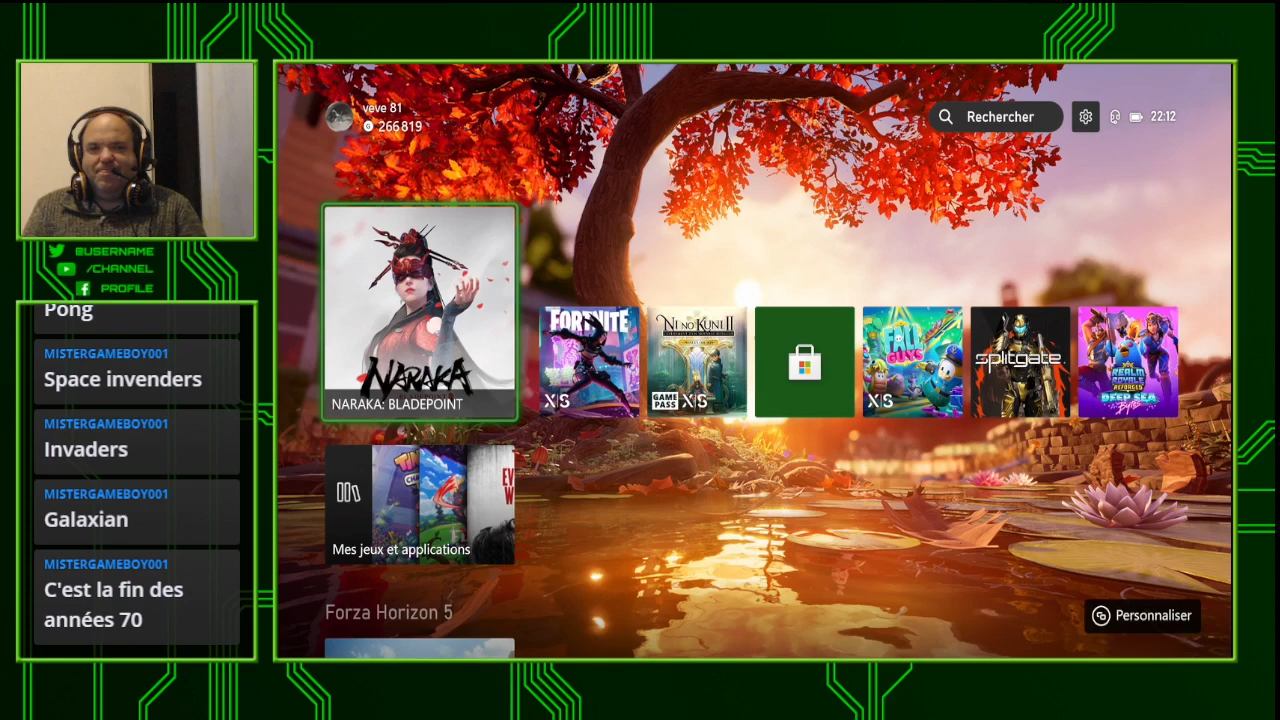 veve 81
266 819
Rechercher
22:12
@USERNAME
/CHANNEL
PROFILE
Pong
MISTERGAMEBOY001
Space invenders
MISTERGAMEBOY001
Invaders
MISTERGAMEBOY001
Galaxian
MISTERGAMEBOY001
C'est la fin des
années 70
NARAKA
NARAKA: BLADEPOINT
FORTNITE
X|S
NI NO KUNI II
GAME
PASS
X|S
FALL
GUYS
X|S
splitgate
REALM
ROYALE
REFORGED
DEEP SEA
Bytes
Mes jeux et applications
Forza Horizon 5
Personnaliser